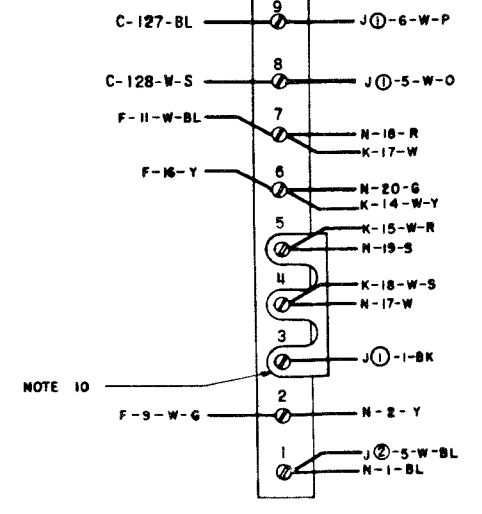 9
C-127-BL J①-6-W-P
8
C-128-W-S J①-5-W-O
7
F-11-W-BL
N-18-R
K-17-W
6
F-16-Y
N-20-G
K-14-W-Y
5
K-15-W-R
N-19-S
4
K-18-W-S
N-17-W
3
J①-1-BK
NOTE 10
2
F-9-W-G N-2-Y
1
J②-5-W-BL
N-1-BL